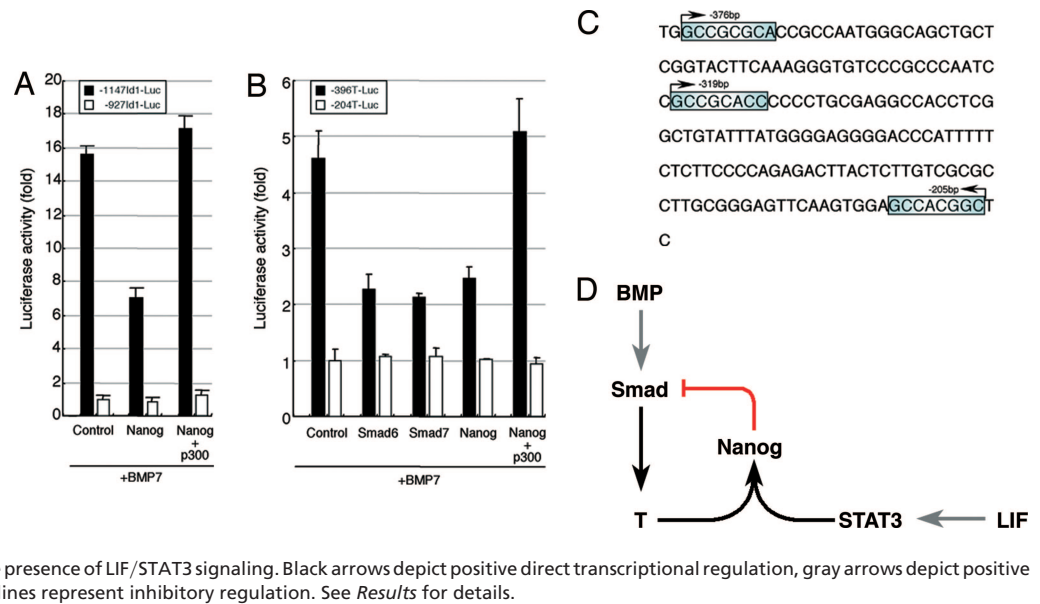 A
20
18
16
14
12
10
8
6
4
2
0
Luciferase activity (fold)
-1147Id1-Luc
-927Id1-Luc
Control
Nanog
Nanog
+
p300
+BMP7
B
6
5
4
3
2
1
0
Luciferase activity (fold)
-396T-Luc
-204T-Luc
Control
Smad6
Smad7
Nanog
Nanog
+
p300
+BMP7
C
-376bp
TGGCCGCGCACCGCCAATGGGCAGCTGCT
CGGTACTTCAAAGGGTGTCCCGCCCAATC
-319bp
CGCCGCACCCCCCTGCGAGGCCACCTCG
GCTGTATTTATGGGGAGGGGACCCATTTTT
CTCTTCCCCAGAGACTTACTCTTGTCGCGC
-205bp
CTTGCGGGAGTTCAAGTGGAGCCACGGCT
C
D
BMP
Smad
Nanog
T
STAT3
LIF
presence of LIF/STAT3 signaling. Black arrows depict positive direct transcriptional regulation, gray arrows depict positive
lines represent inhibitory regulation. See Results for details.